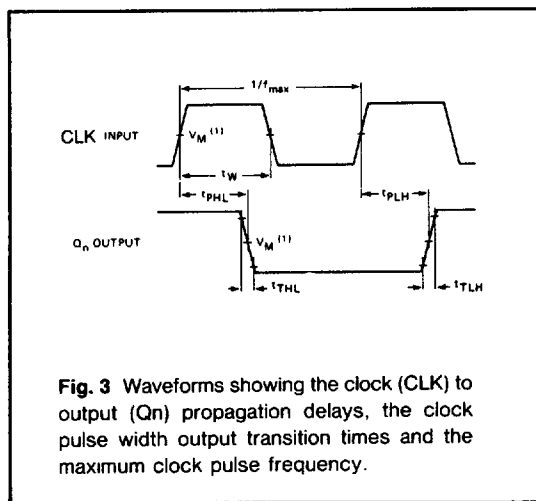 1/fmax
CLK INPUT
VM(1)
tW
tPHL
tPLH
Qn OUTPUT
VM(1)
tTHL
tTLH
Fig. 3 Waveforms showing the clock (CLK) to
output (Qn) propagation delays, the clock
pulse width output transition times and the
maximum clock pulse frequency.